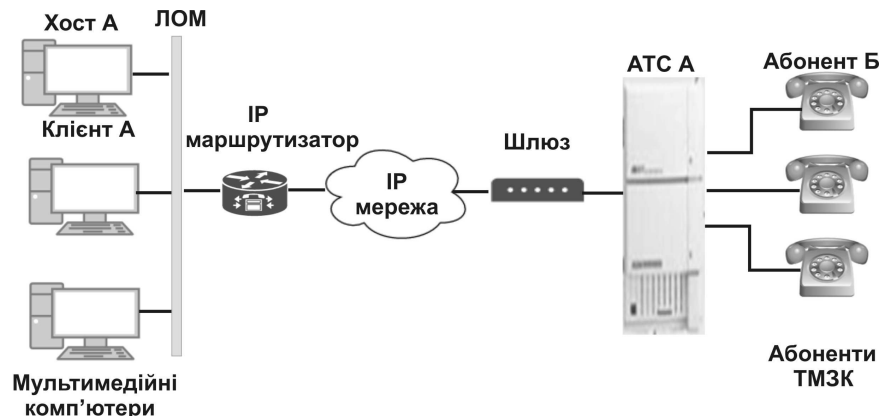 Хост А
ЛОМ
Клієнт А
IP
маршрутизатор
IP
мережа
Шлюз
АТС А
Абонент Б
Абоненти
ТМЗК
Мультимедійні
комп’ютери